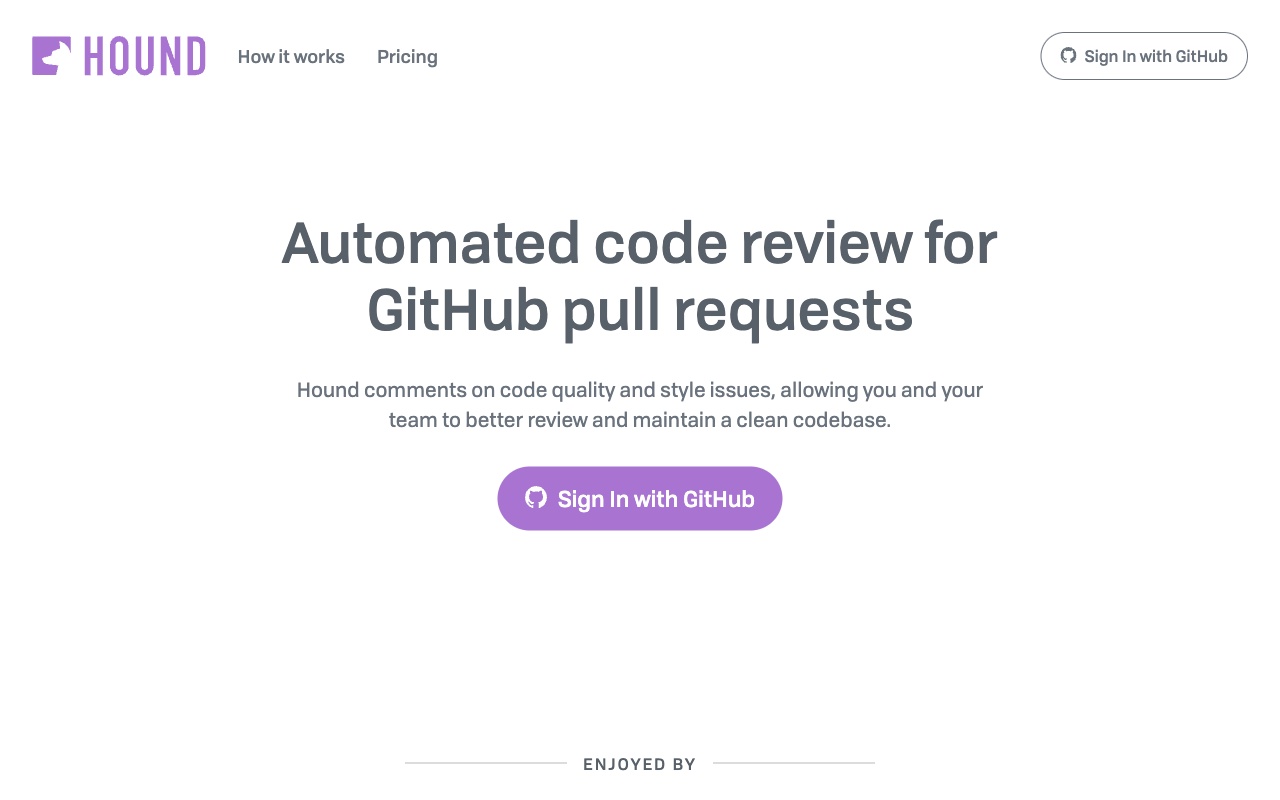 HOUND
How it works
Pricing
Sign In with GitHub
Automated code review for
GitHub pull requests
Hound comments on code quality and style issues, allowing you and your
team to better review and maintain a clean codebase.
Sign In with GitHub
ENJOYED BY